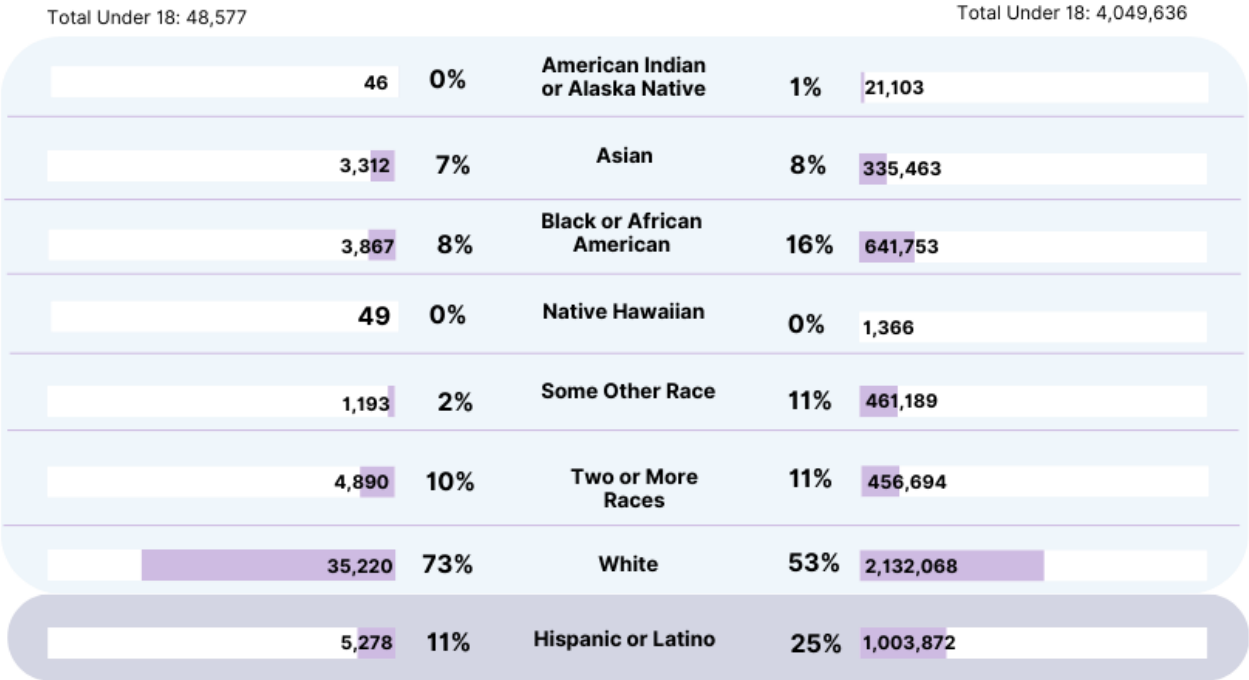 Total Under 18: 48,577
Total Under 18: 4,049,636
46 0% American Indian
or Alaska Native 1% 21,103
3,312 7% Asian 8% 335,463
3,867 8% Black or African
American 16% 641,753
49 0% Native Hawaiian 0% 1,366
1,193 2% Some Other Race 11% 461,189
4,890 10% Two or More
Races 11% 456,694
35,220 73% White 53% 2,132,068
5,278 11% Hispanic or Latino 25% 1,003,872